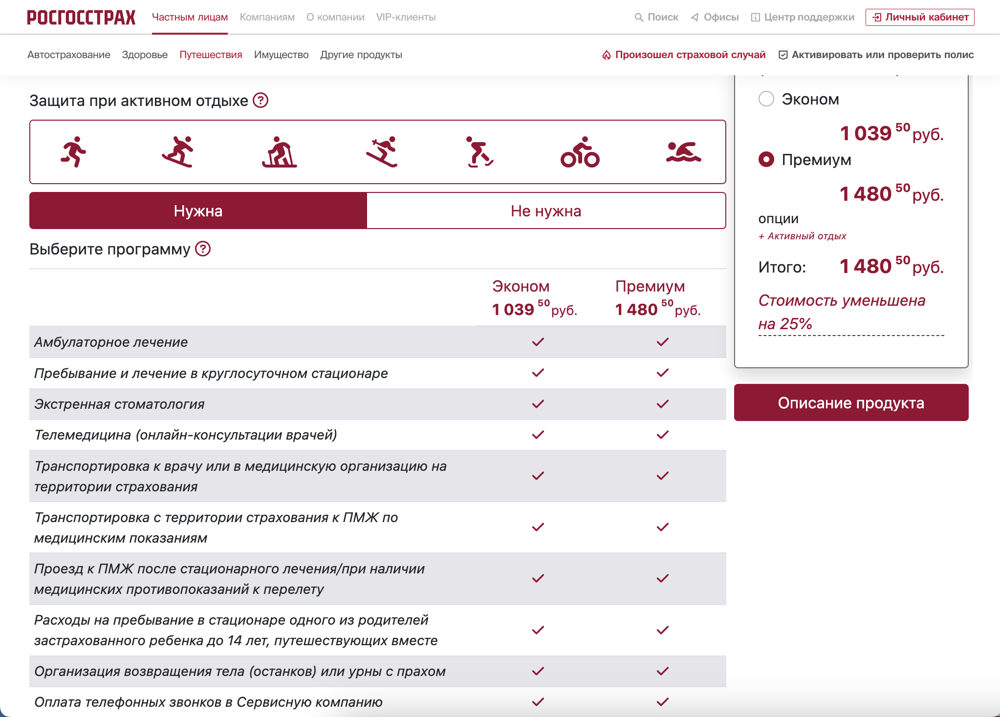 РОСГОССТРАХ
Частным лицам
Компаниям
О компании
VIP-клиенты
Поиск
Офисы
Центр поддержки
Личный кабинет
Автострахование
Здоровье
Путешествия
Имущество
Другие продукты
Произошел страховой случай
Активировать или проверить полис
Защита при активном отдыхе ?
Нужна
Не нужна
Выберите программу ?
Эконом
1 039 50 руб.
Премиум
1 480 50 руб.
Амбулаторное лечение
Пребывание и лечение в круглосуточном стационаре
Экстренная стоматология
Телемедицина (онлайн-консультации врачей)
Транспортировка к врачу или в медицинскую организацию на
территории страхования
Транспортировка с территории страхования к ПМЖ по
медицинским показаниям
Проезд к ПМЖ после стационарного лечения/при наличии
медицинских противопоказаний к перелету
Расходы на пребывание в стационаре одного из родителей
застрахованного ребенка до 14 лет, путешествующих вместе
Организация возвращения тела (останков) или урны с прахом
Оплата телефонных звонков в Сервисную компанию
Эконом
1 039 50 руб.
Премиум
1 480 50 руб.
опции
+ Активный отдых
Итого: 1 480 50 руб.
Стоимость уменьшена
на 25%
Описание продукта